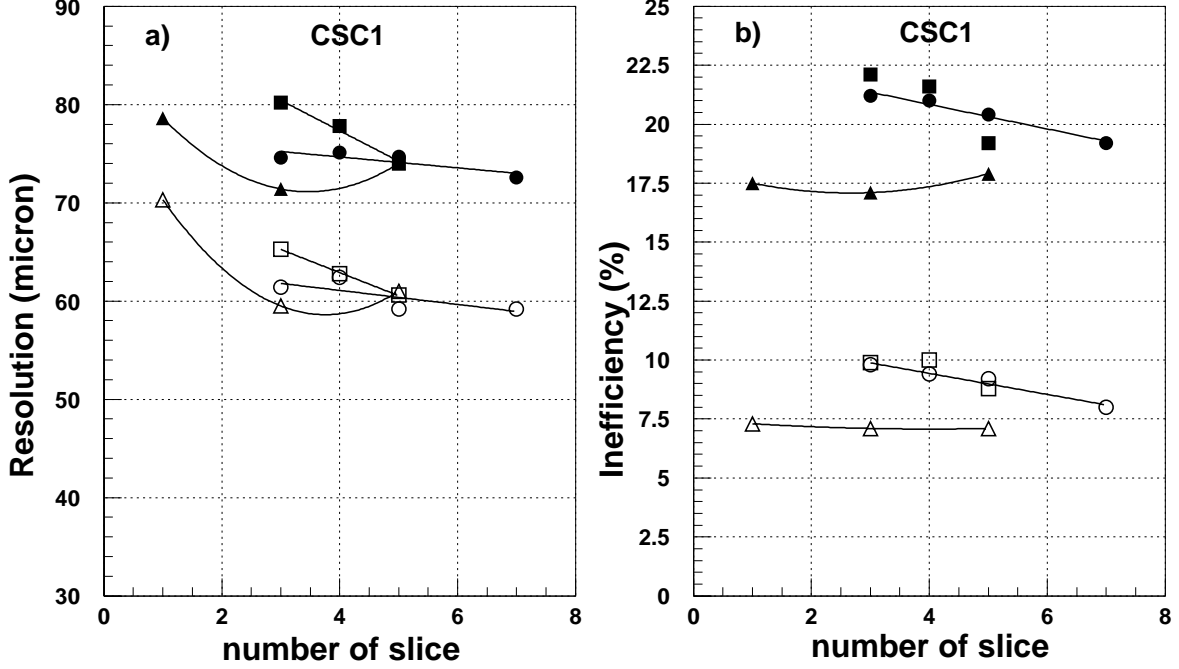 a) CSC1
90
80
70
60
50
40
30
0 2 4 6 8
number of slice
Resolution (micron)
b) CSC1
25
22.5
20
17.5
15
12.5
10
7.5
5
2.5
0
0 2 4 6 8
number of slice
Inefficiency (%)